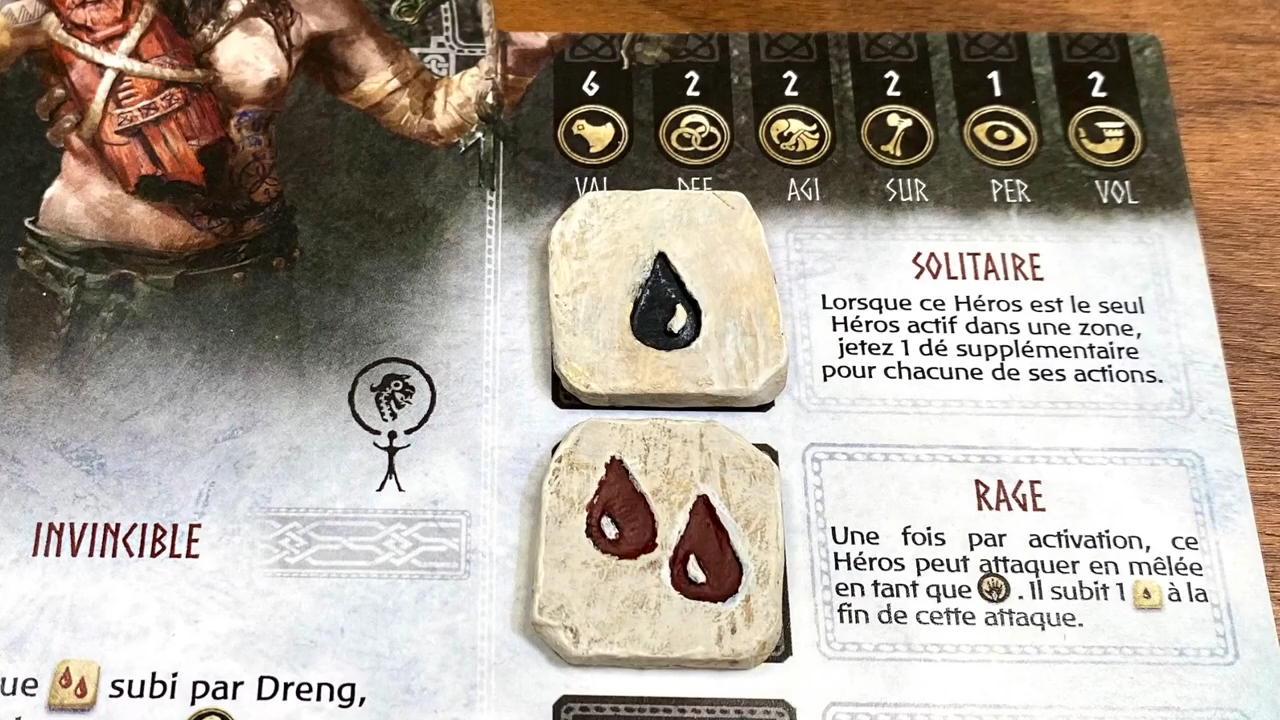 6 2 2 2 1 2
AGI SUR PER VOL
SOLITAIRE
Lorsque ce Héros est le seul
Héros actif dans une zone,
jetez 1 dé supplémentaire
pour chacune de ses actions.
RAGE
Une fois par activation, ce
Héros peut attaquer en mêlée
en tant que . Il subit 1 à la
fin de cette attaque.
INVINCIBLE
ue subi par Dreng,